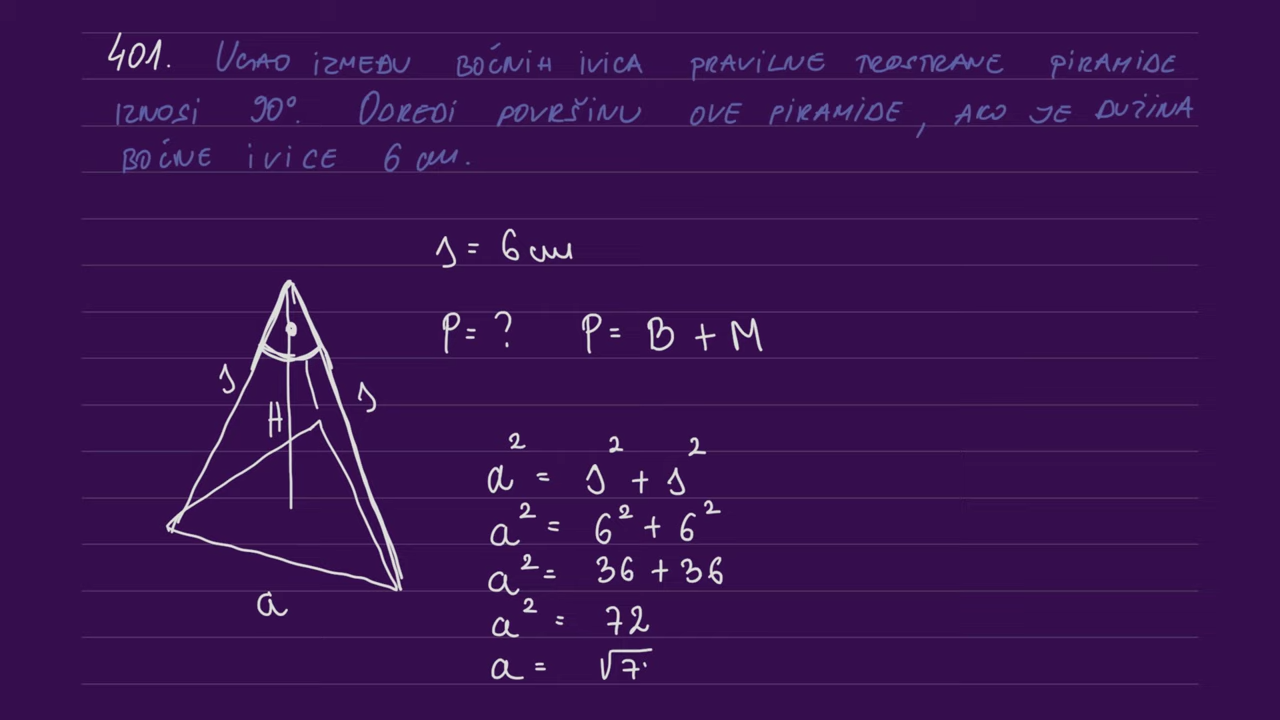 401. UGAO IZMEĐU BOČNIH IVICA PRAVILNE TROSTRANE PIRAMIDE
IZNOSI 90°. ODREDI POVRŠINU OVE PIRAMIDE, AKO JE DUŽINA
BOČNE IVICE 6 cm.
s = 6 cm
P = ? P = B + M
s
s
H
a
a² = s² + s²
a² = 6² + 6²
a² = 36 + 36
a² = 72
a = √7